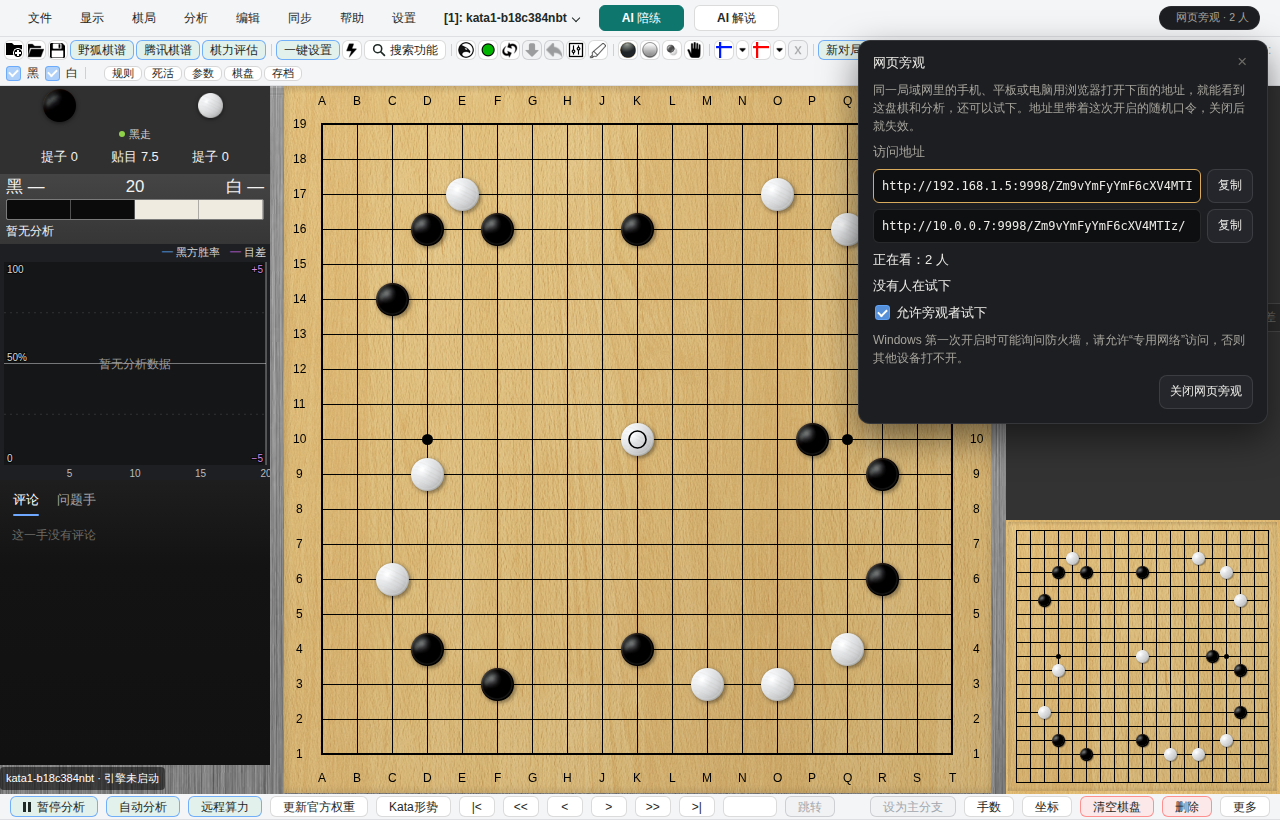 文件 显示 棋局 分析 编辑 同步 帮助 设置 [1]: kata1-b18c384nbt AI 陪练 AI 解说 网页旁观 · 2 人
野狐棋谱 腾讯棋谱 棋力评估 一键设置 搜索功能 X 新对局
黑 白 规则 死活 参数 棋盘 存档
黑走
提子 0 贴目 7.5 提子 0
黑 — 20 白 —
暂无分析
黑方胜率 目差
100 +5
50% 暂无分析数据
0 −5
5 10 15 20
评论 问题手
这一手没有评论
kata1-b18c384nbt · 引擎未启动
A B C D E F G H J K L M N O P Q
19
18
17
16
15
14
13
12
11
10 10
9 9
8 8
7 7
6 6
5 5
4 4
3 3
2 2
1 1
A B C D E F G H J K L M N O P Q R S T
网页旁观 ×
同一局域网里的手机、平板或电脑用浏览器打开下面的地址，就能看到
这盘棋和分析，还可以试下。地址里带着这次开启的随机口令，关闭后
就失效。
访问地址
http://192.168.1.5:9998/Zm9vYmFyYmF6cXV4MTI 复制
http://10.0.0.7:9998/Zm9vYmFyYmF6cXV4MTIz/ 复制
正在看：2 人
没有人在试下
允许旁观者试下
Windows 第一次开启时可能询问防火墙，请允许“专用网络”访问，否则
其他设备打不开。
关闭网页旁观
差
暂停分析 自动分析 远程算力 更新官方权重 Kata形势 |< << < > >> >| 跳转 设为主分支 手数 坐标 清空棋盘 删除 更多